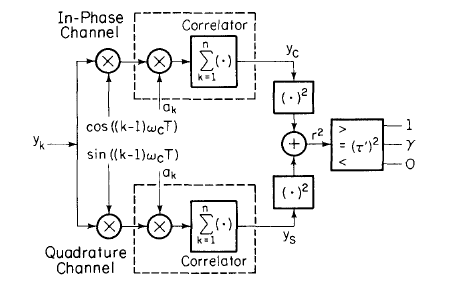 In-Phase
Channel
Correlator
n
∑(·)
k=1
y_C
a_k
(·)²
cos((k-1)ω_C T)
y_k
sin((k-1)ω_C T)
+
r²
>
= (τ')²
<
1
γ
0
a_k
(·)²
n
∑(·)
k=1
y_S
Quadrature
Channel
Correlator